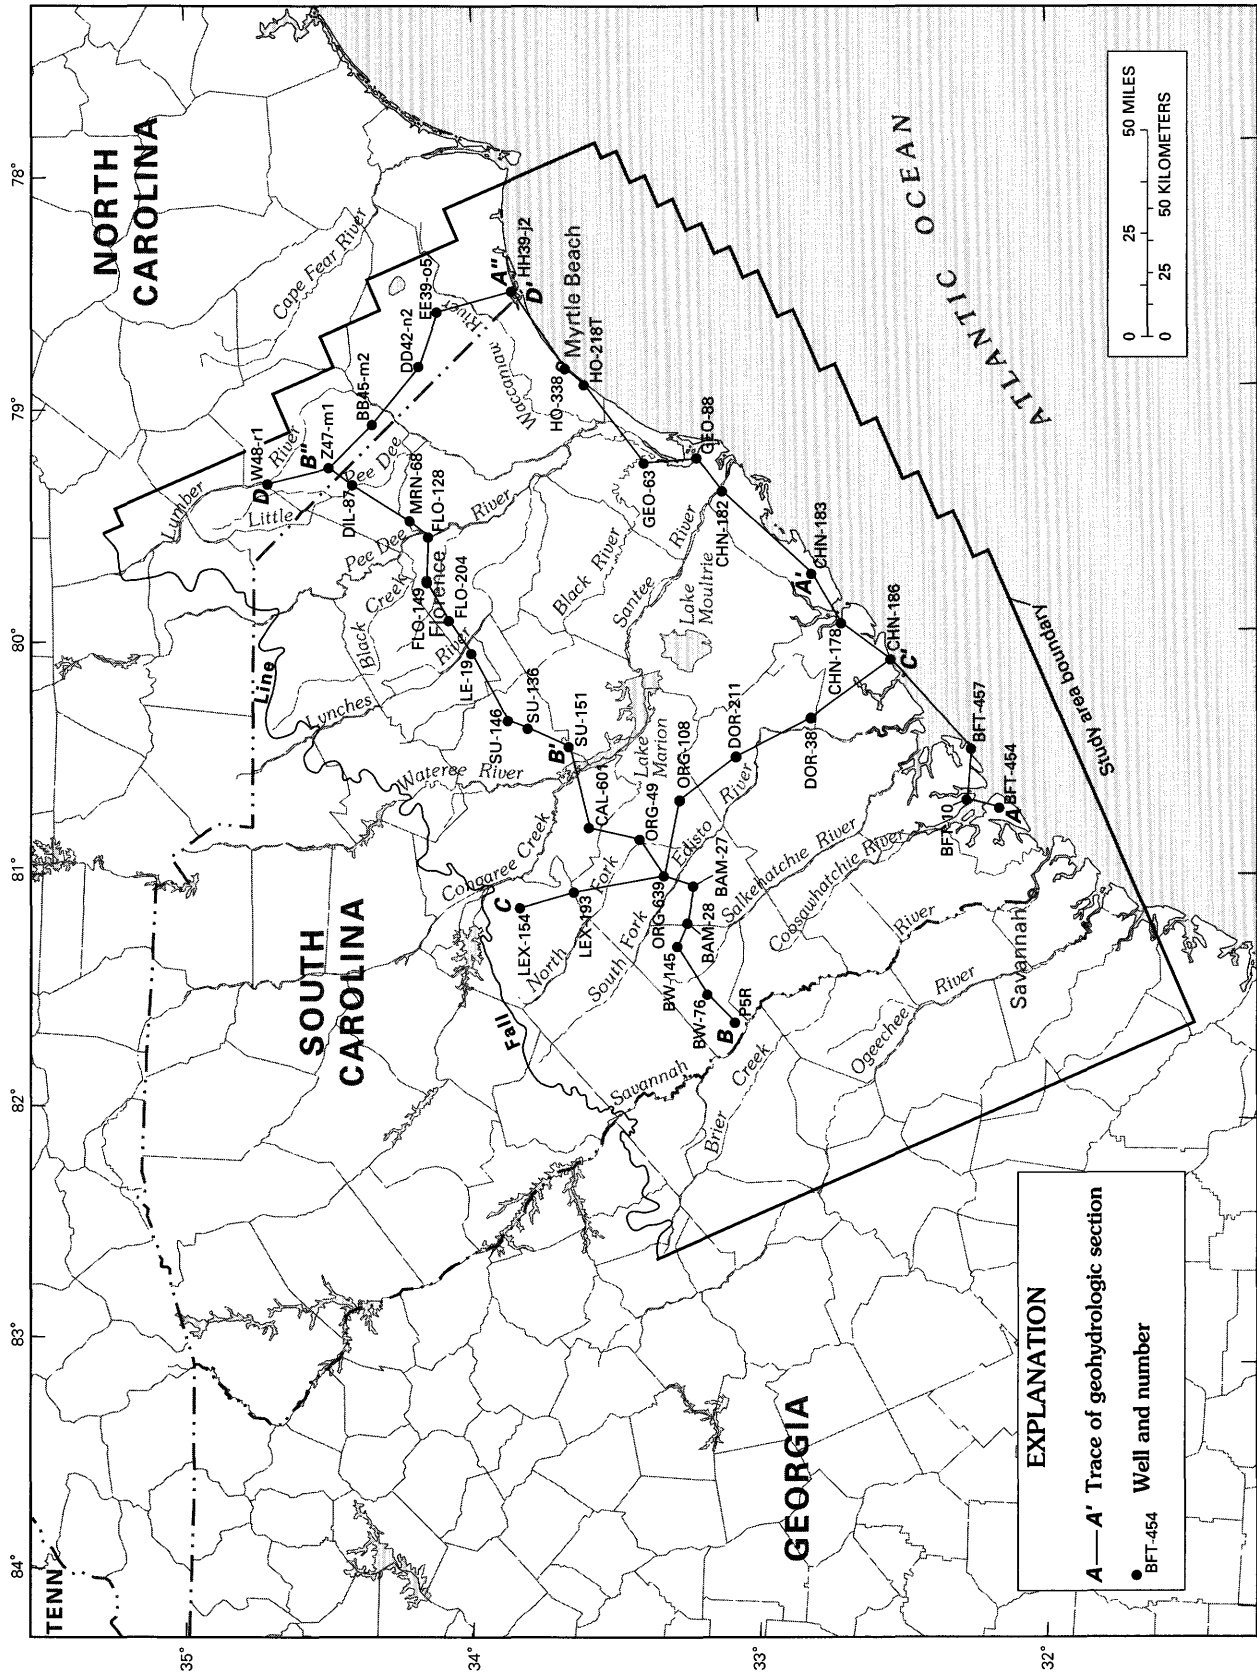 84°
83°
82°
81°
80°
79°
78°
35°
34°
33°
32°
TENN
NORTH
CAROLINA
SOUTH
CAROLINA
GEORGIA
Cape Fear River
Lumber
River
Little
Pee Dee
River
Pee Dee
River
Black
Creek
Black River
Lynches
River
Waccamaw
River
Wateree River
Congaree Creek
Santee
River
Lake
Moultrie
Lake
Marion
North
Fork
South Fork
Edisto
River
Salkehatchie River
Coosawhatchie River
Savannah
River
Brier
Creek
Ogeechee
River
Fall
Line
Florence
Myrtle Beach
Savannah
D
W48-r1
B''
Z47-m1
BB45-m2
DD42-n2
EE39-o5
A''
HH39-j2
D'
DIL-87
MRN-68
FLO-128
FLO-149
FLO-204
LE-19
SU-146
SU-136
B'
SU-151
CAL-601
ORG-49
ORG-108
C
LEX-154
LEX-193
ORG-639
BAM-27
BAM-28
BW-145
BW-76
B
P5R
DOR-211
DOR-38
HO-338
HO-218T
GEO-63
GEO-88
CHN-182
CHN-183
A'
CHN-178
CHN-186
C'
BFT-457
BFT-10
A
BFT-454
Study area boundary
ATLANTIC OCEAN
0 25 50 MILES
0 25 50 KILOMETERS
EXPLANATION
A—A' Trace of geohydrologic section
BFT-454 Well and number